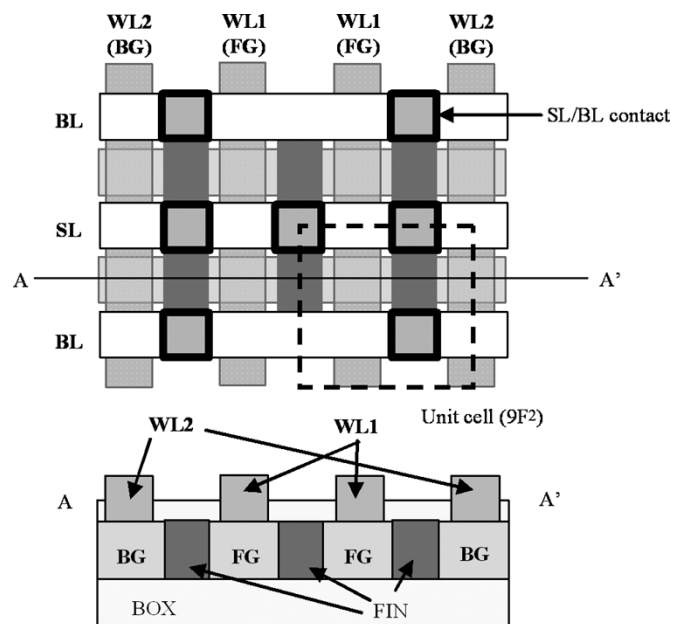 WL2 WL1 WL1 WL2
(BG) (FG) (FG) (BG)
BL
SL/BL contact
SL
A A'
BL
Unit cell (9F²)
WL2 WL1
A A'
BG FG FG BG
BOX FIN